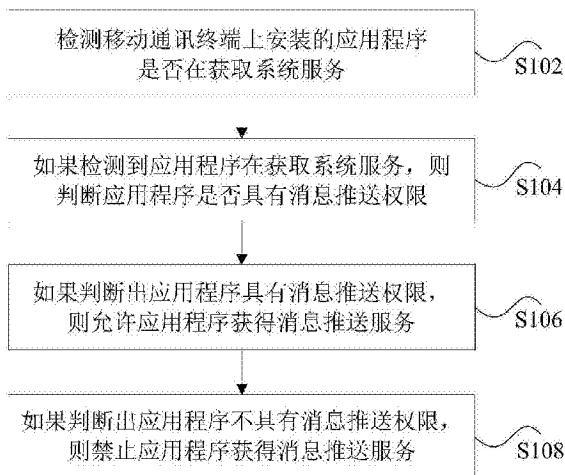 检测移动通讯终端上安装的应用程序
是否在获取系统服务
S102
如果检测到应用程序在获取系统服务，则
判断应用程序是否具有消息推送权限
S104
如果判断出应用程序具有消息推送权限，
则允许应用程序获得消息推送服务
S106
如果判断出应用程序不具有消息推送权限，
则禁止应用程序获得消息推送服务
S108